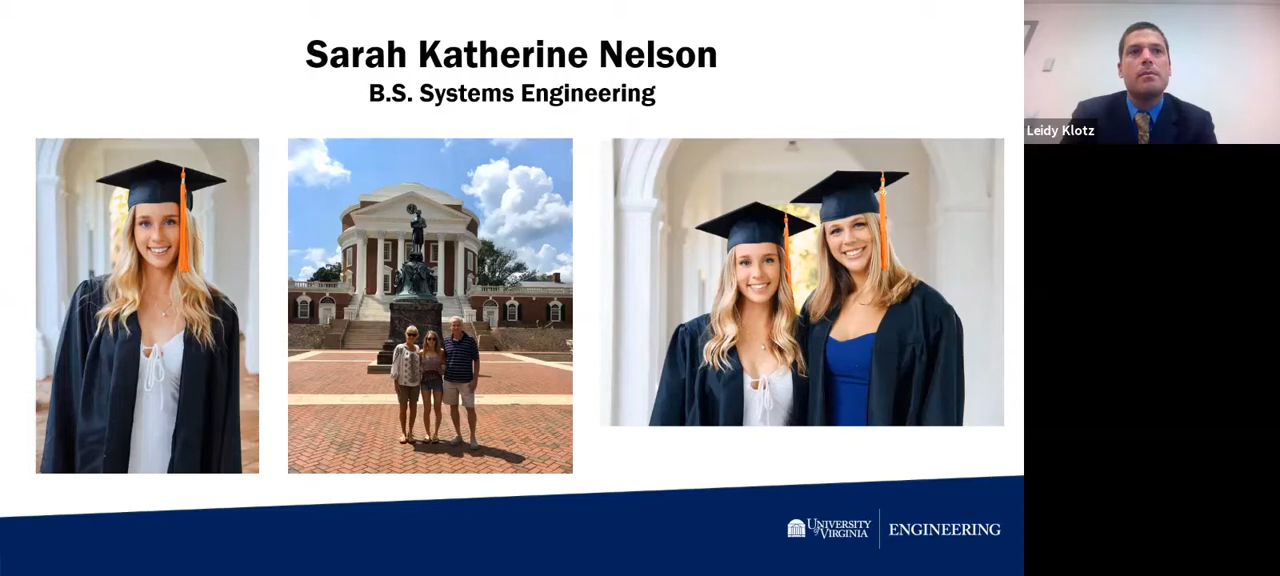 Sarah Katherine Nelson
B.S. Systems Engineering
Leidy Klotz
UNIVERSITY of VIRGINIA
ENGINEERING